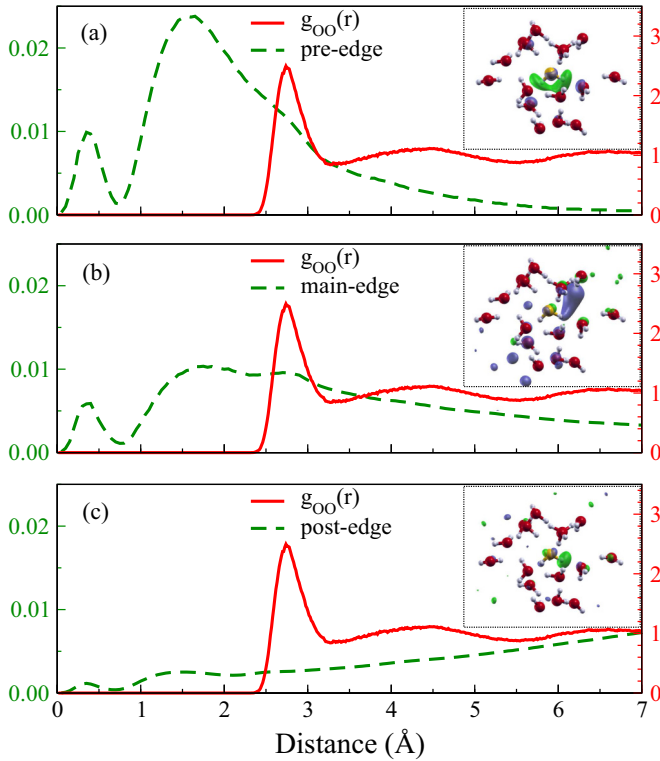 0.02
0.01
0.00
(a)
g_OO(r)
pre-edge
3
2
1
0
0.02
0.01
0.00
(b)
g_OO(r)
main-edge
3
2
1
0
0.02
0.01
0.00
(c)
g_OO(r)
post-edge
3
2
1
0
0 1 2 3 4 5 6 7
Distance (Å)